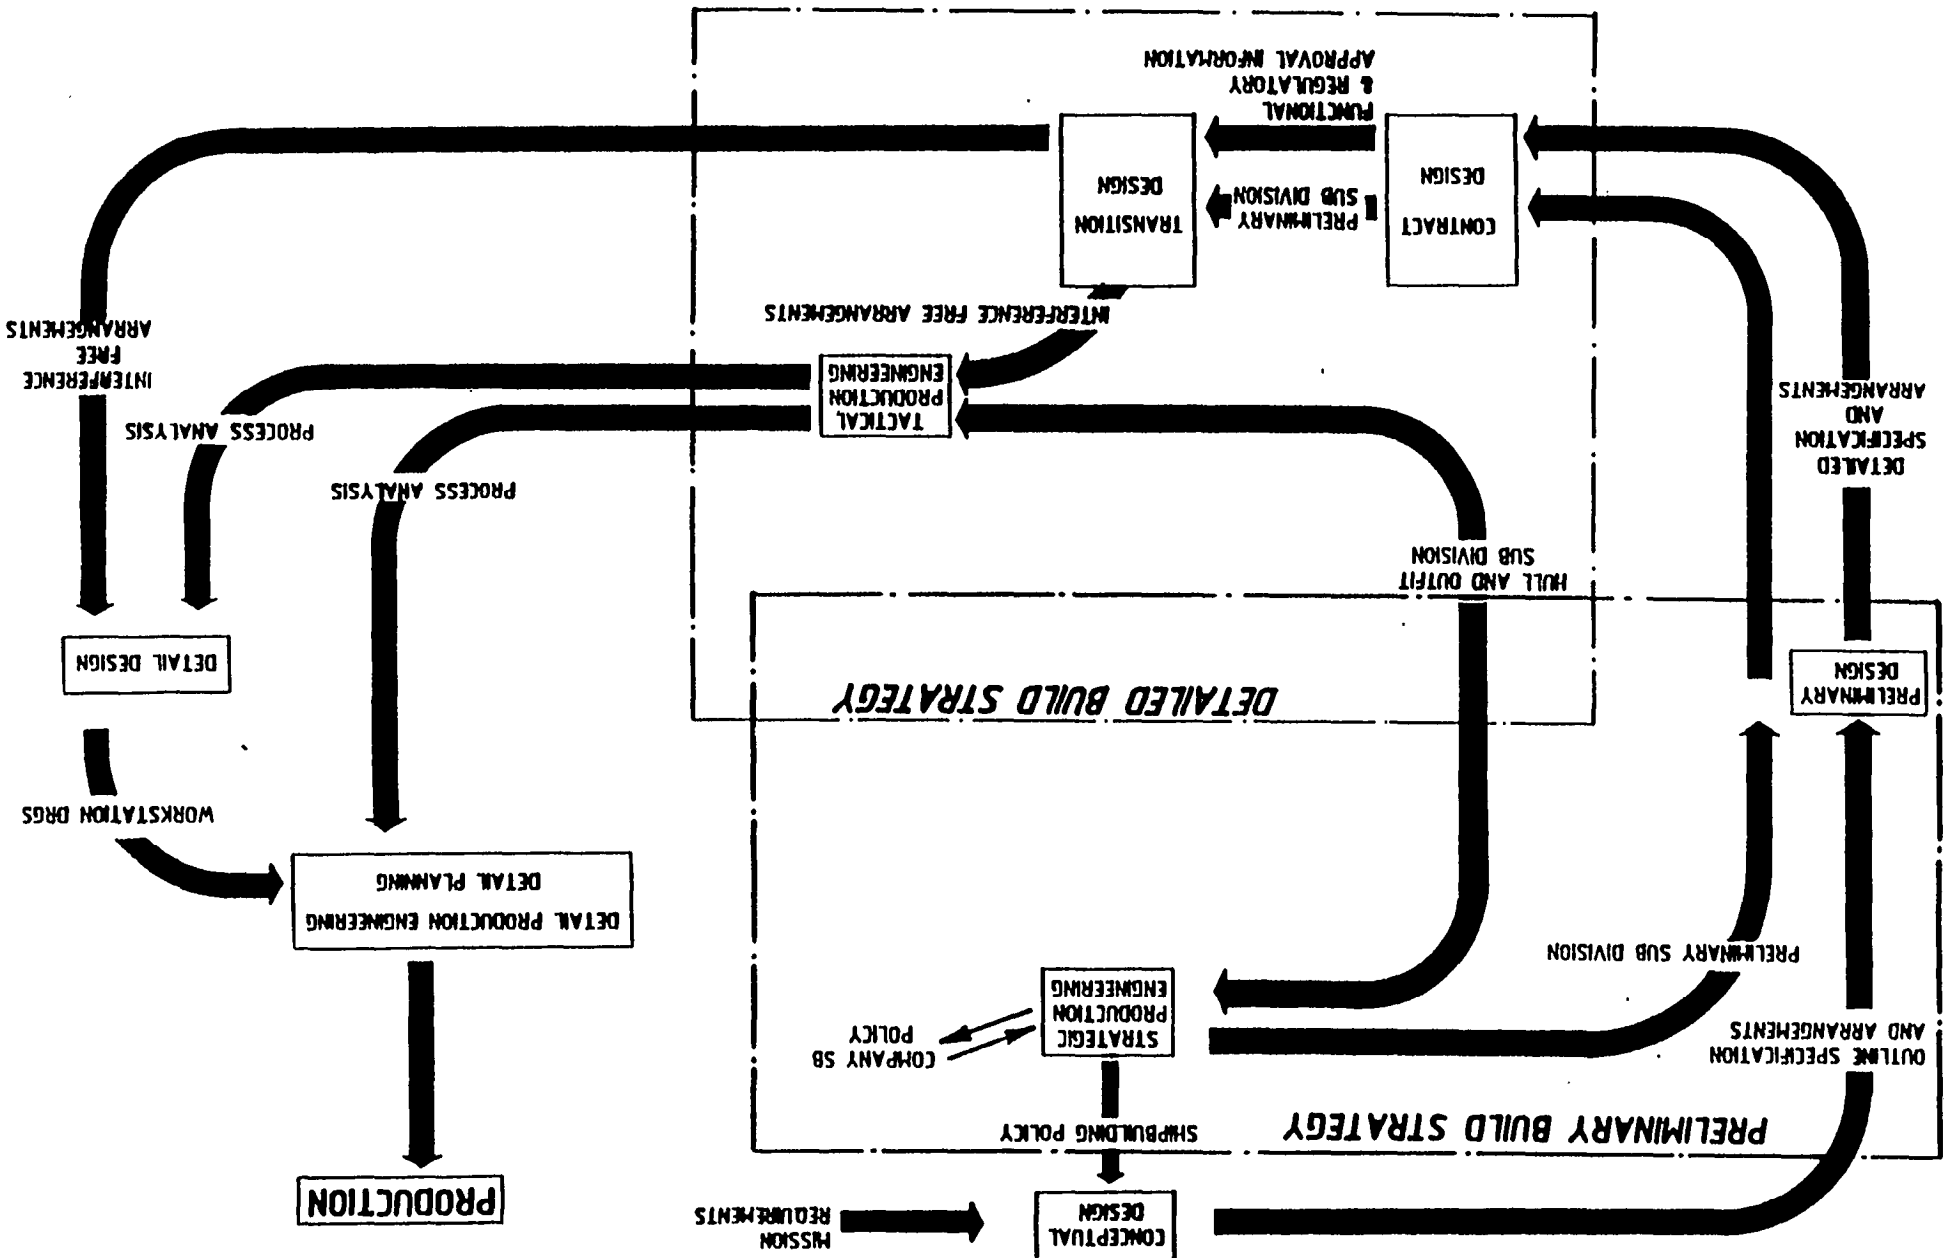 MISSION
REQUIREMENTS
CONCEPTUAL
DESIGN
PRODUCTION
SHIPBUILDING POLICY
PRELIMINARY BUILD STRATEGY
OUTLINE SPECIFICATION
AND ARRANGEMENTS
STRATEGIC
PRODUCTION
ENGINEERING
COMPANY SB
POLICY
PRELIMINARY SUB DIVISION
DETAIL PRODUCTION ENGINEERING
DETAIL PLANNING
WORKSTATION DRGS
PRELIMINARY
DESIGN
DETAILED BUILD STRATEGY
DETAIL DESIGN
HULL AND OUTFIT
SUB DIVISION
PROCESS ANALYSIS
PROCESS ANALYSIS
DETAILED
SPECIFICATION
AND
ARRANGEMENTS
TACTICAL
PRODUCTION
ENGINEERING
INTERFERENCE
FREE
ARRANGEMENTS
INTERFERENCE FREE ARRANGEMENTS
CONTRACT
DESIGN
PRELIMINARY
SUB DIVISION
TRANSITION
DESIGN
FUNCTIONAL
& REGULATORY
APPROVAL INFORMATION